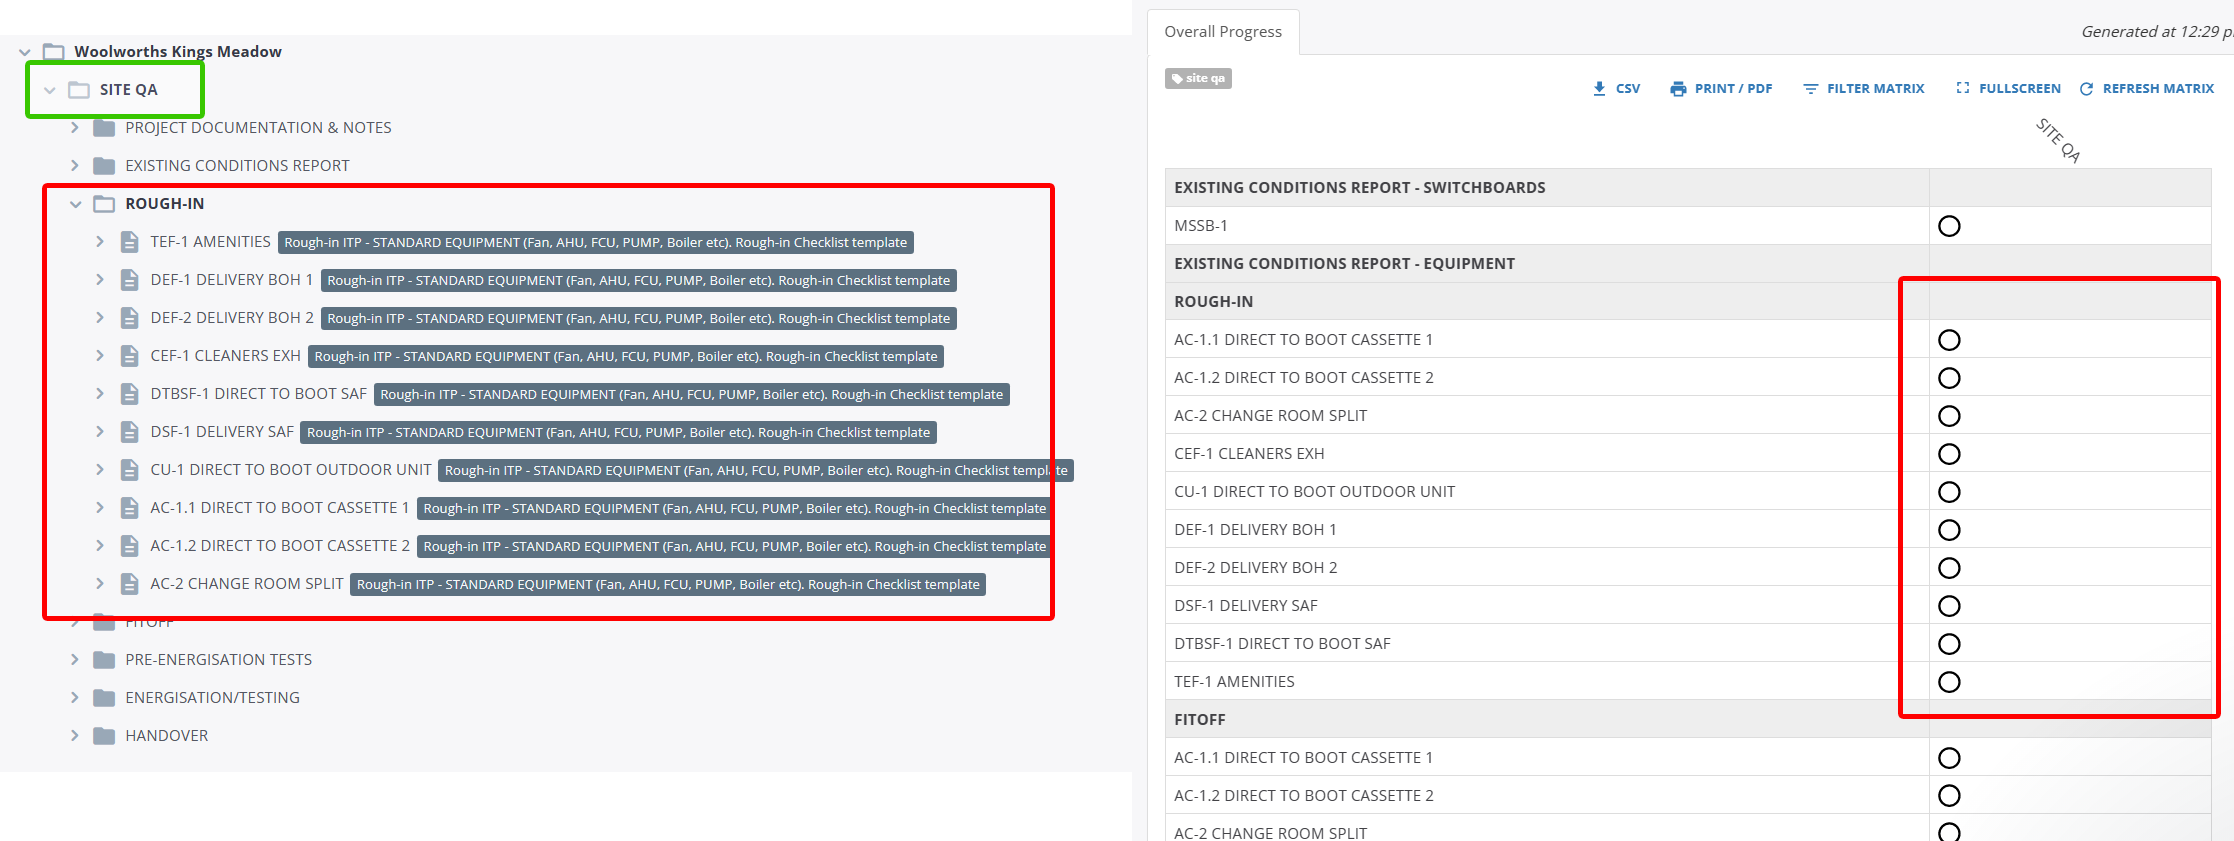 Woolworths Kings Meadow
SITE QA
PROJECT DOCUMENTATION & NOTES
EXISTING CONDITIONS REPORT
ROUGH-IN
TEF-1 AMENITIES Rough-in ITP - STANDARD EQUIPMENT (Fan, AHU, FCU, PUMP, Boiler etc). Rough-in Checklist template
DEF-1 DELIVERY BOH 1 Rough-in ITP - STANDARD EQUIPMENT (Fan, AHU, FCU, PUMP, Boiler etc). Rough-in Checklist template
DEF-2 DELIVERY BOH 2 Rough-in ITP - STANDARD EQUIPMENT (Fan, AHU, FCU, PUMP, Boiler etc). Rough-in Checklist template
CEF-1 CLEANERS EXH Rough-in ITP - STANDARD EQUIPMENT (Fan, AHU, FCU, PUMP, Boiler etc). Rough-in Checklist template
DTBSF-1 DIRECT TO BOOT SAF Rough-in ITP - STANDARD EQUIPMENT (Fan, AHU, FCU, PUMP, Boiler etc). Rough-in Checklist template
DSF-1 DELIVERY SAF Rough-in ITP - STANDARD EQUIPMENT (Fan, AHU, FCU, PUMP, Boiler etc). Rough-in Checklist template
CU-1 DIRECT TO BOOT OUTDOOR UNIT Rough-in ITP - STANDARD EQUIPMENT (Fan, AHU, FCU, PUMP, Boiler etc). Rough-in Checklist template
AC-1.1 DIRECT TO BOOT CASSETTE 1 Rough-in ITP - STANDARD EQUIPMENT (Fan, AHU, FCU, PUMP, Boiler etc). Rough-in Checklist template
AC-1.2 DIRECT TO BOOT CASSETTE 2 Rough-in ITP - STANDARD EQUIPMENT (Fan, AHU, FCU, PUMP, Boiler etc). Rough-in Checklist template
AC-2 CHANGE ROOM SPLIT Rough-in ITP - STANDARD EQUIPMENT (Fan, AHU, FCU, PUMP, Boiler etc). Rough-in Checklist template
FITOFF
PRE-ENERGISATION TESTS
ENERGISATION/TESTING
HANDOVER
Overall Progress
Generated at 12:29 p
site qa
CSV PRINT / PDF FILTER MATRIX FULLSCREEN REFRESH MATRIX
SITE QA
EXISTING CONDITIONS REPORT - SWITCHBOARDS
MSSB-1
EXISTING CONDITIONS REPORT - EQUIPMENT
ROUGH-IN
AC-1.1 DIRECT TO BOOT CASSETTE 1
AC-1.2 DIRECT TO BOOT CASSETTE 2
AC-2 CHANGE ROOM SPLIT
CEF-1 CLEANERS EXH
CU-1 DIRECT TO BOOT OUTDOOR UNIT
DEF-1 DELIVERY BOH 1
DEF-2 DELIVERY BOH 2
DSF-1 DELIVERY SAF
DTBSF-1 DIRECT TO BOOT SAF
TEF-1 AMENITIES
FITOFF
AC-1.1 DIRECT TO BOOT CASSETTE 1
AC-1.2 DIRECT TO BOOT CASSETTE 2
AC-2 CHANGE ROOM SPLIT